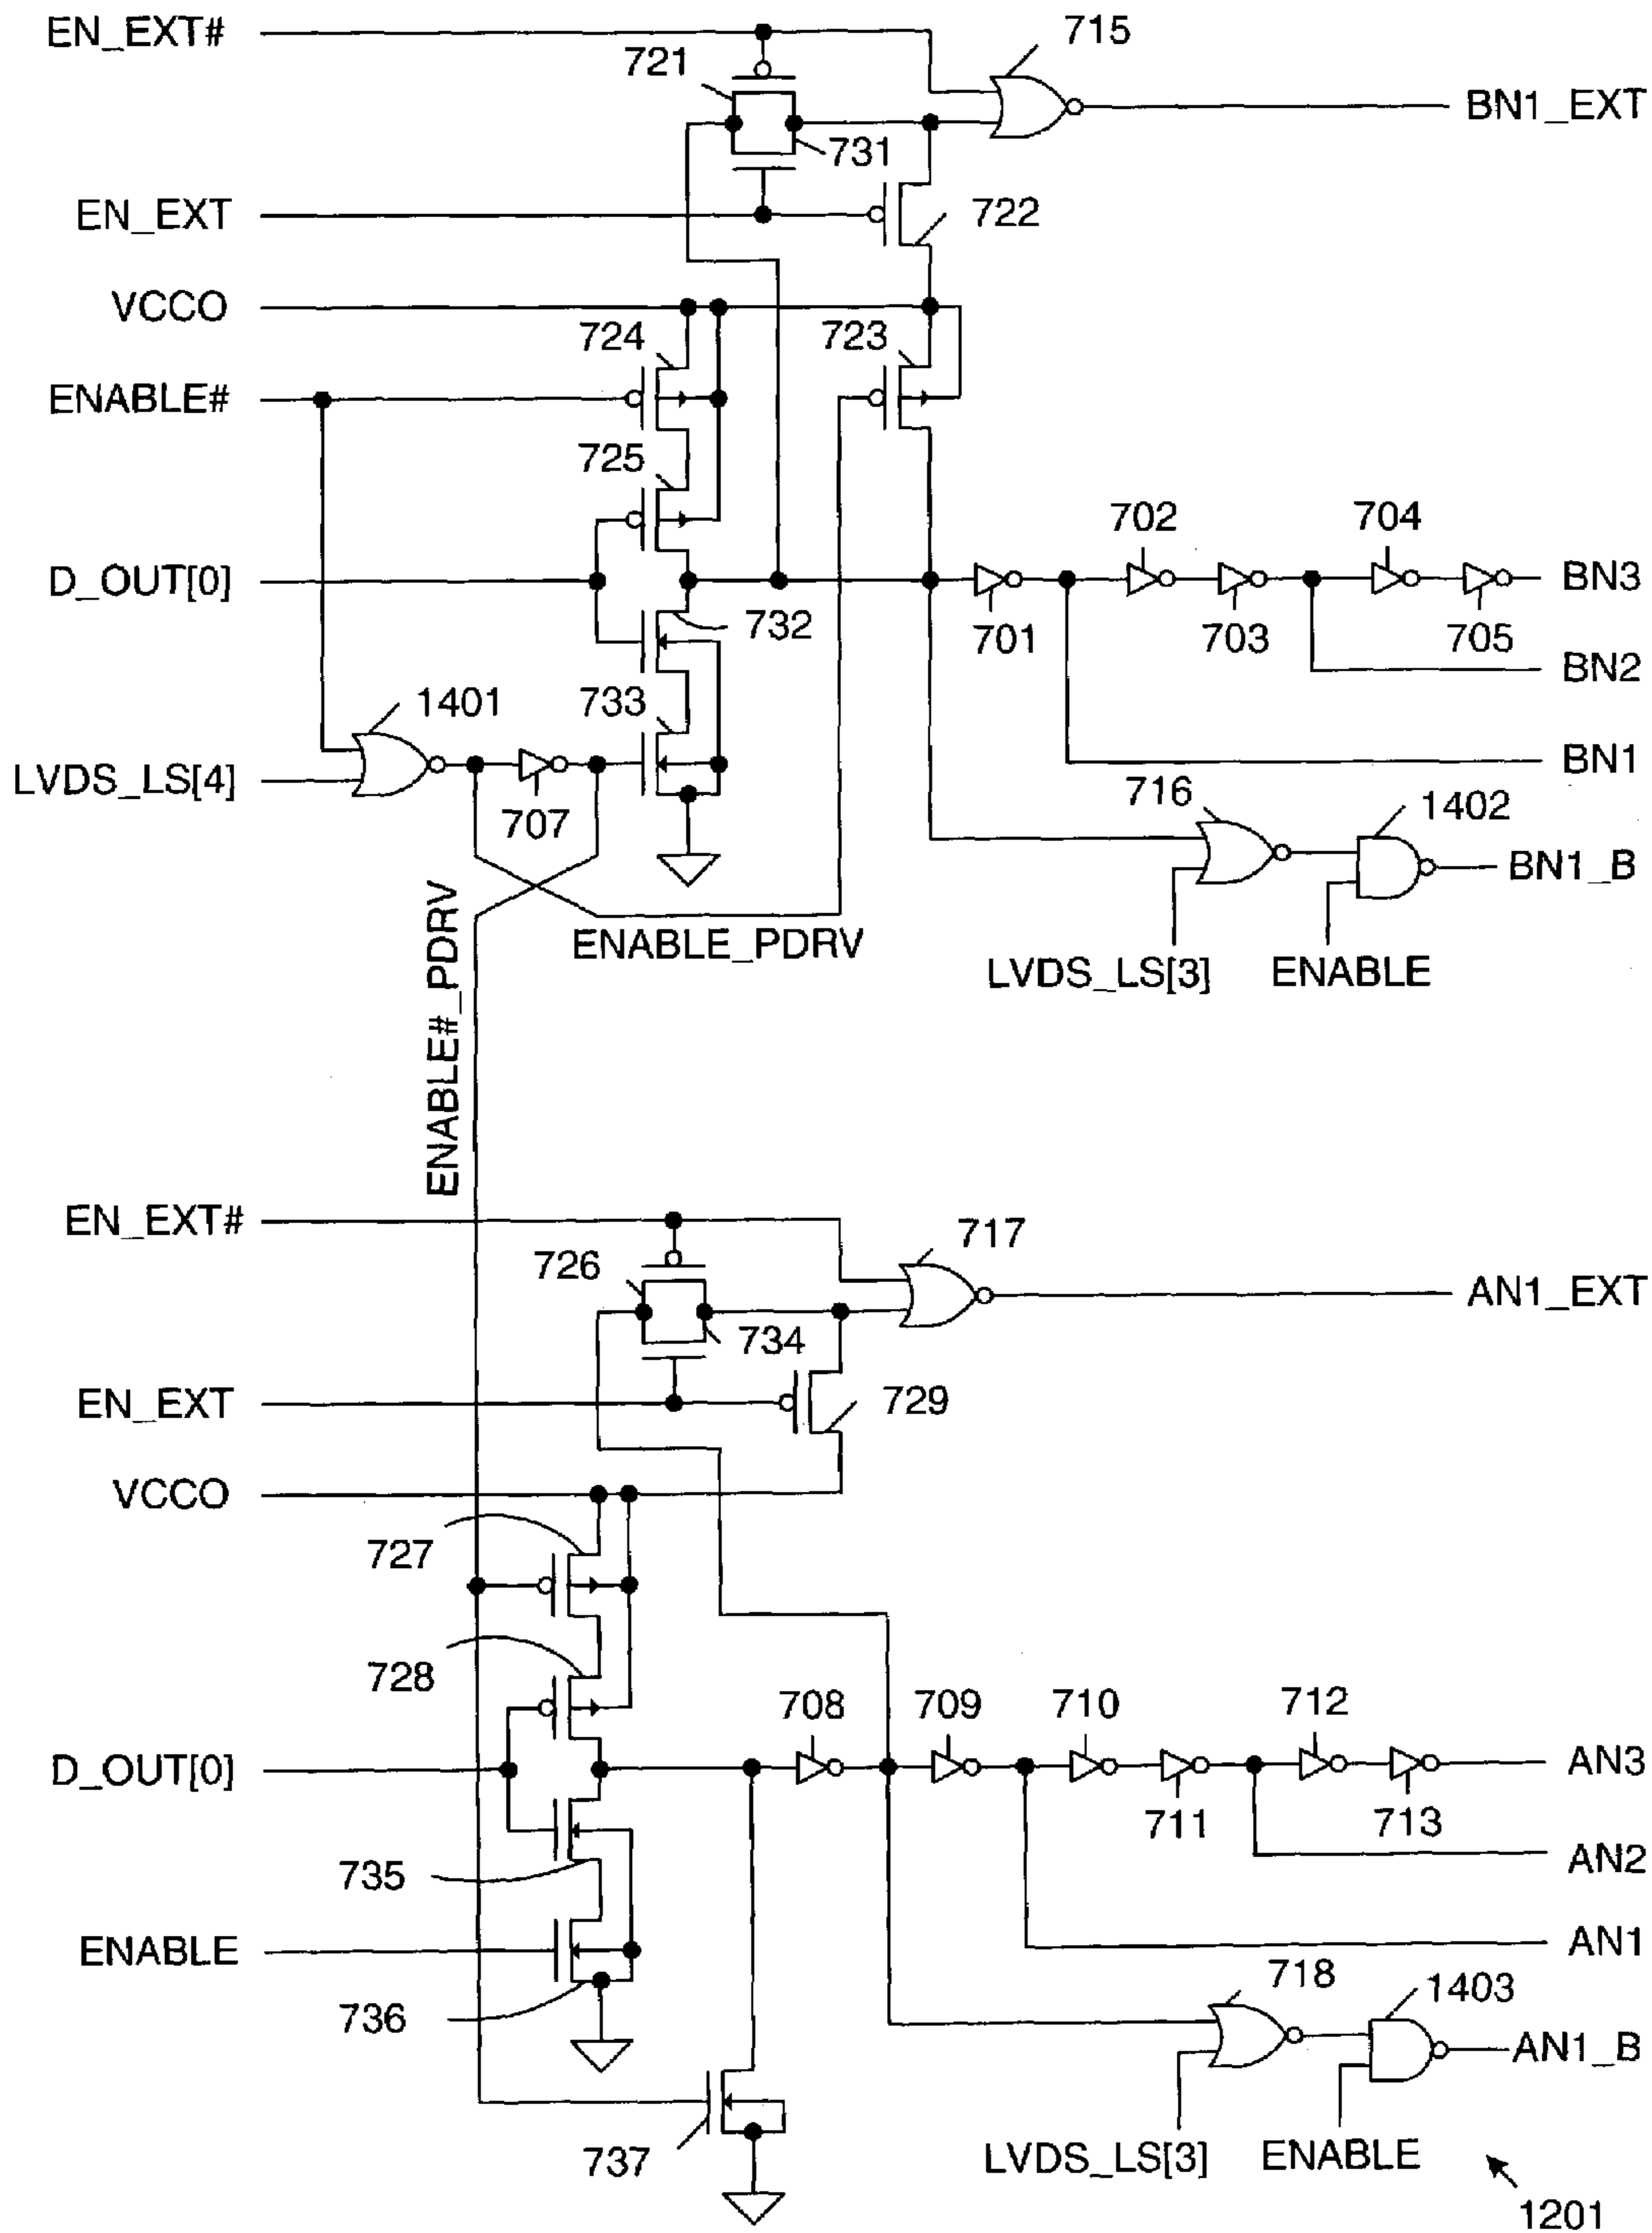 EN_EXT#
715
721
BN1_EXT
731
EN_EXT
722
VCCO
724
723
ENABLE#
725
702
704
D_OUT[0]
BN3
732
701
703
705
BN2
733
1401
LVDS_LS[4]
BN1
716
1402
707
BN1_B
ENABLE#_PDRV
ENABLE_PDRV
LVDS_LS[3]
ENABLE
EN_EXT#
717
726
AN1_EXT
734
EN_EXT
729
VCCO
727
728
708
709
710
712
D_OUT[0]
AN3
711
713
735
AN2
ENABLE
AN1
718
1403
736
AN1_B
737
LVDS_LS[3]
ENABLE
1201